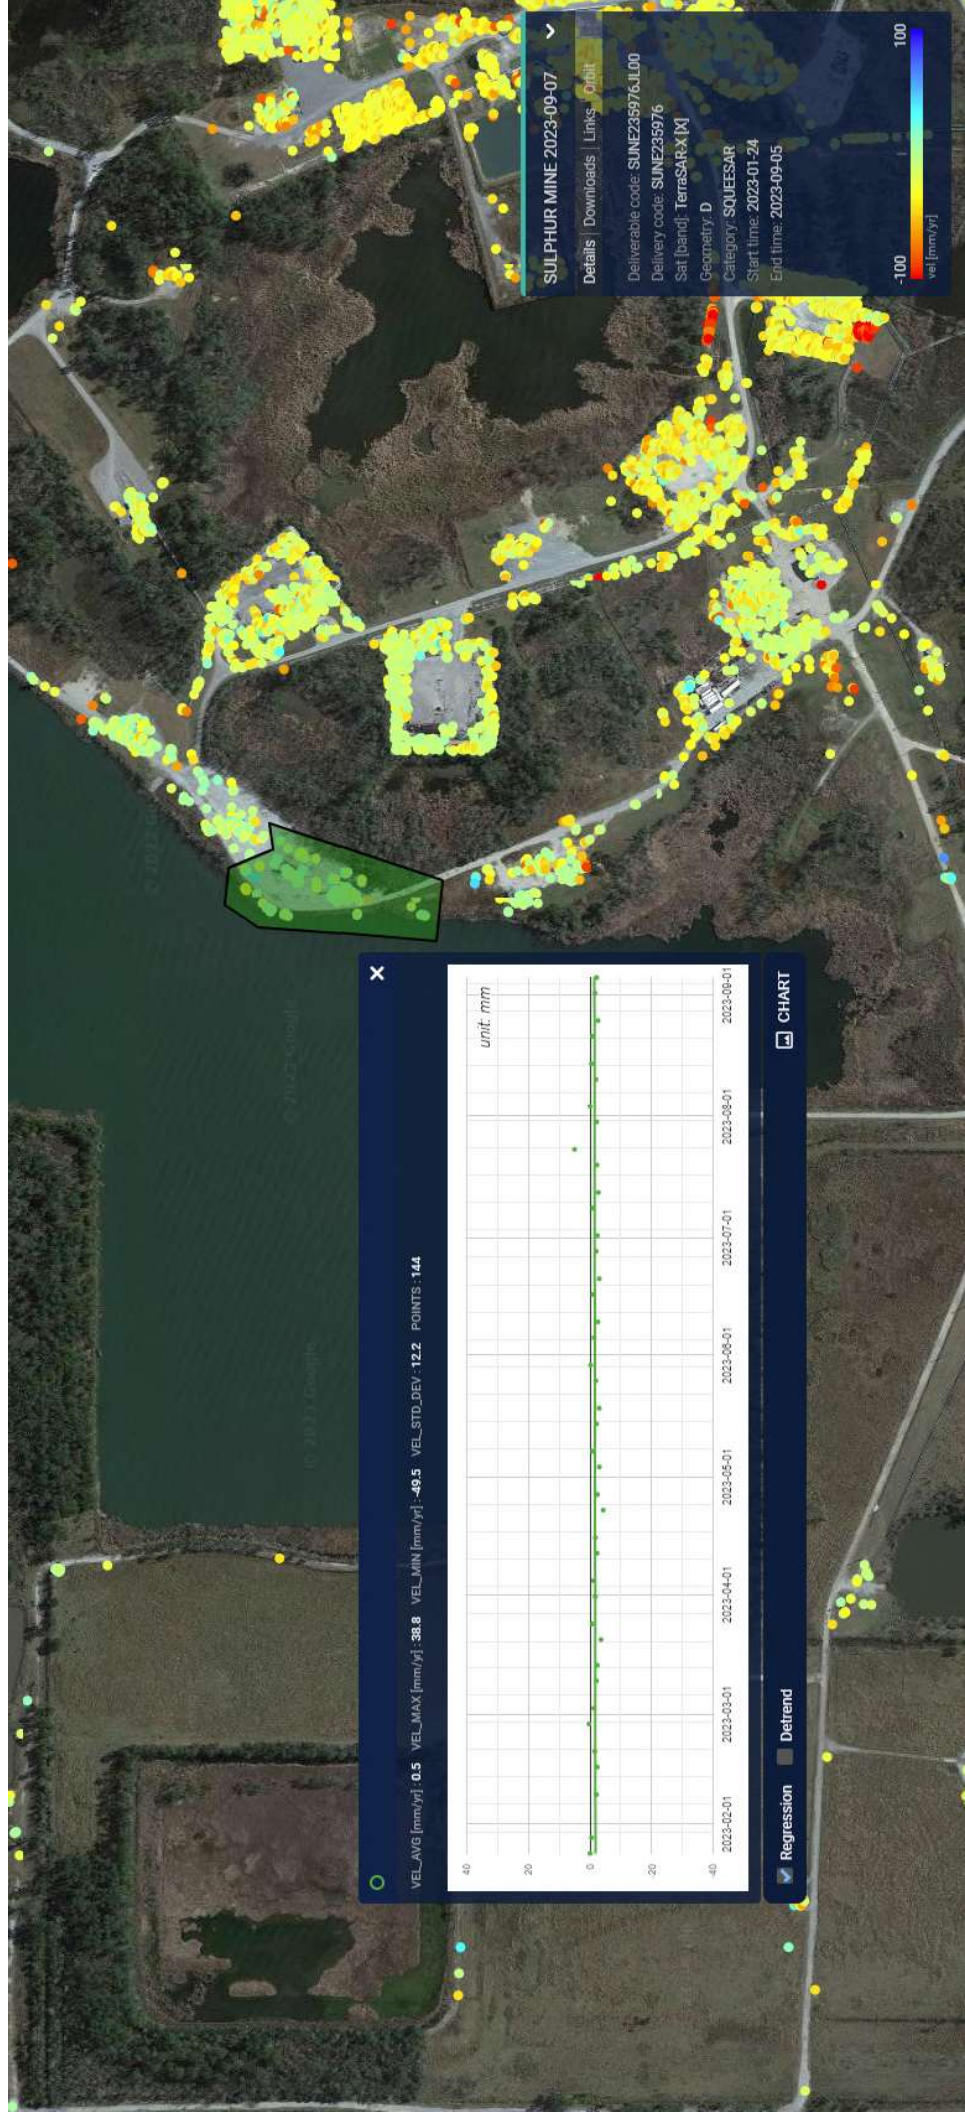 SULPHUR MINE 2023-09-07
Details | Downloads | Links | Orbit
Deliverable code: SUNE235976JL00
Delivery code: SUNE235976
Sat [band]: TerraSAR-X [X]
Geometry: D
Category: SQUEESAR
Start time: 2023-01-24
End time: 2023-09-05
-100 100
vel [mm/yr]
VEL_AVG [mm/yr] : 0.5 VEL_MAX [mm/yr] : 38.8 VEL_MIN [mm/yr] : -49.5 VEL_STD_DEV : 12.2 POINTS : 144
unit: mm
40
20
0
-20
-40
2023-02-01 2023-03-01 2023-04-01 2023-05-01 2023-06-01 2023-07-01 2023-08-01 2023-09-01
Regression Detrend CHART